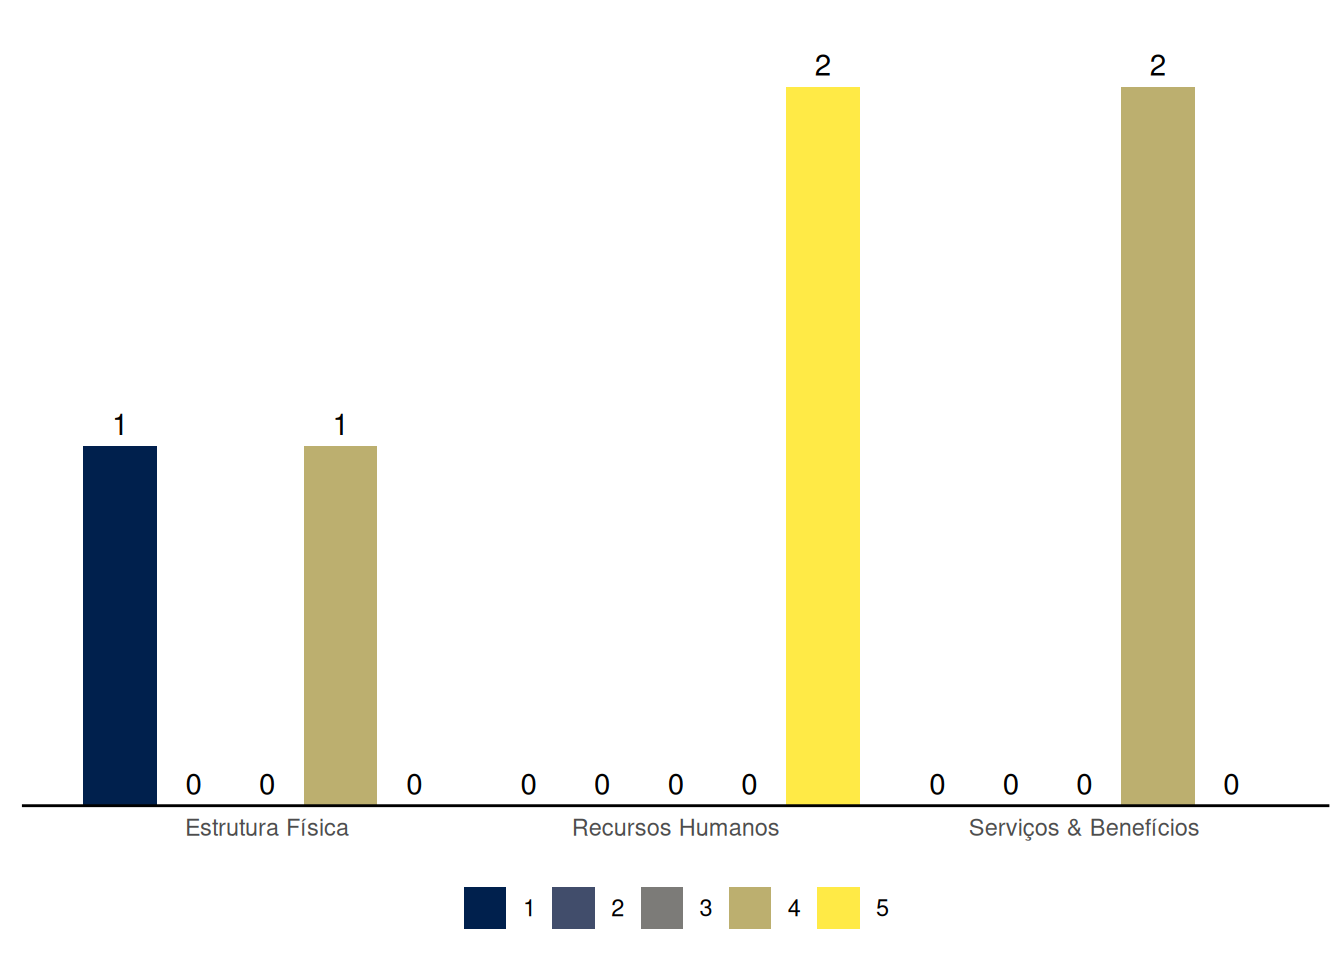 2 2
1 1
0 0 0 0 0 0 0 0 0 0 0
Estrutura Física Recursos Humanos Serviços & Benefícios
1 2 3 4 5